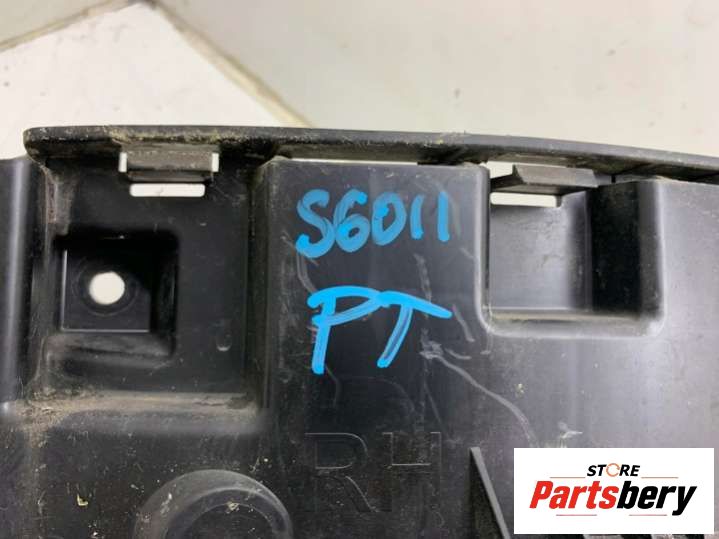 S6011
PT
RH
STORE
Partsbery